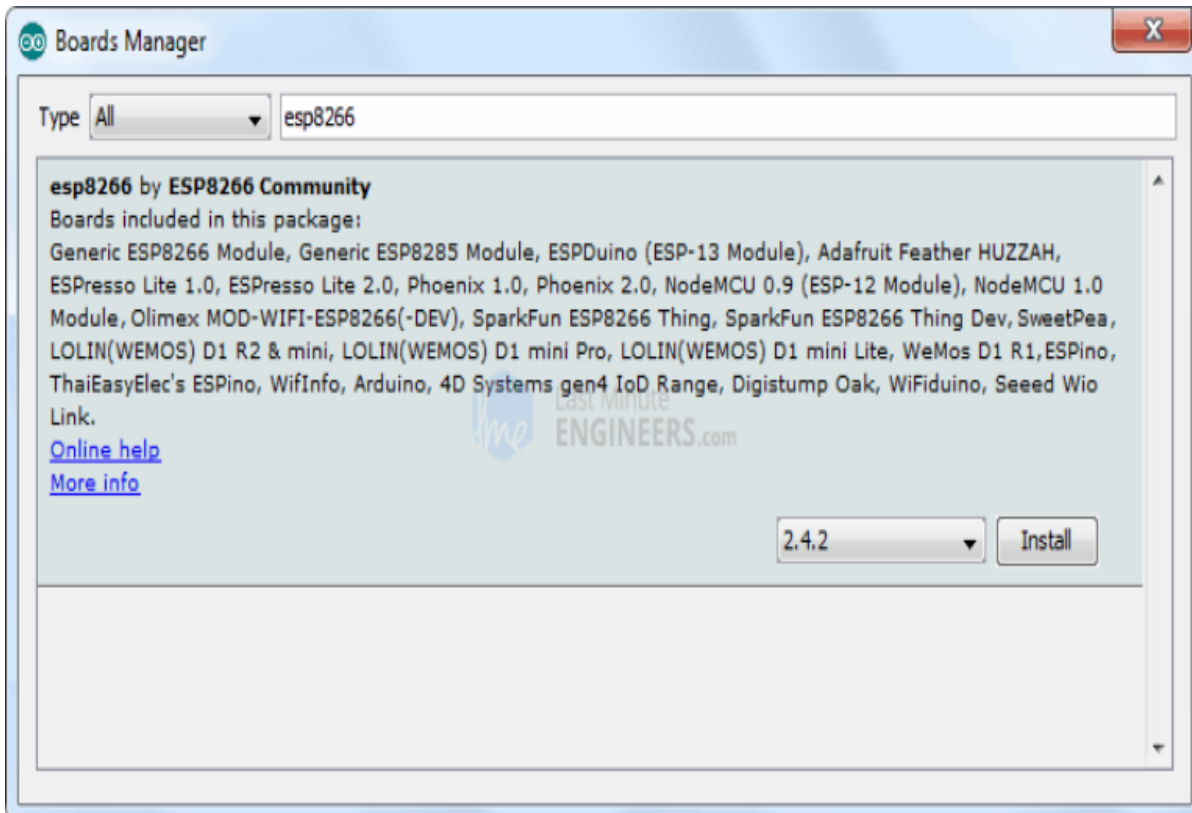 Boards Manager
Type All esp8266
esp8266 by ESP8266 Community
Boards included in this package:
Generic ESP8266 Module, Generic ESP8285 Module, ESPDuino (ESP-13 Module), Adafruit Feather HUZZAH,
ESPresso Lite 1.0, ESPresso Lite 2.0, Phoenix 1.0, Phoenix 2.0, NodeMCU 0.9 (ESP-12 Module), NodeMCU 1.0
Module, Olimex MOD-WIFI-ESP8266(-DEV), SparkFun ESP8266 Thing, SparkFun ESP8266 Thing Dev, SweetPea,
LOLIN(WEMOS) D1 R2 & mini, LOLIN(WEMOS) D1 mini Pro, LOLIN(WEMOS) D1 mini Lite, WeMos D1 R1, ESPino,
ThaiEasyElec's ESPino, WifInfo, Arduino, 4D Systems gen4 IoD Range, Digistump Oak, WiFiduino, Seeed Wio
Link.
Last Minute
me ENGINEERS.com
Online help
More info
2.4.2 Install